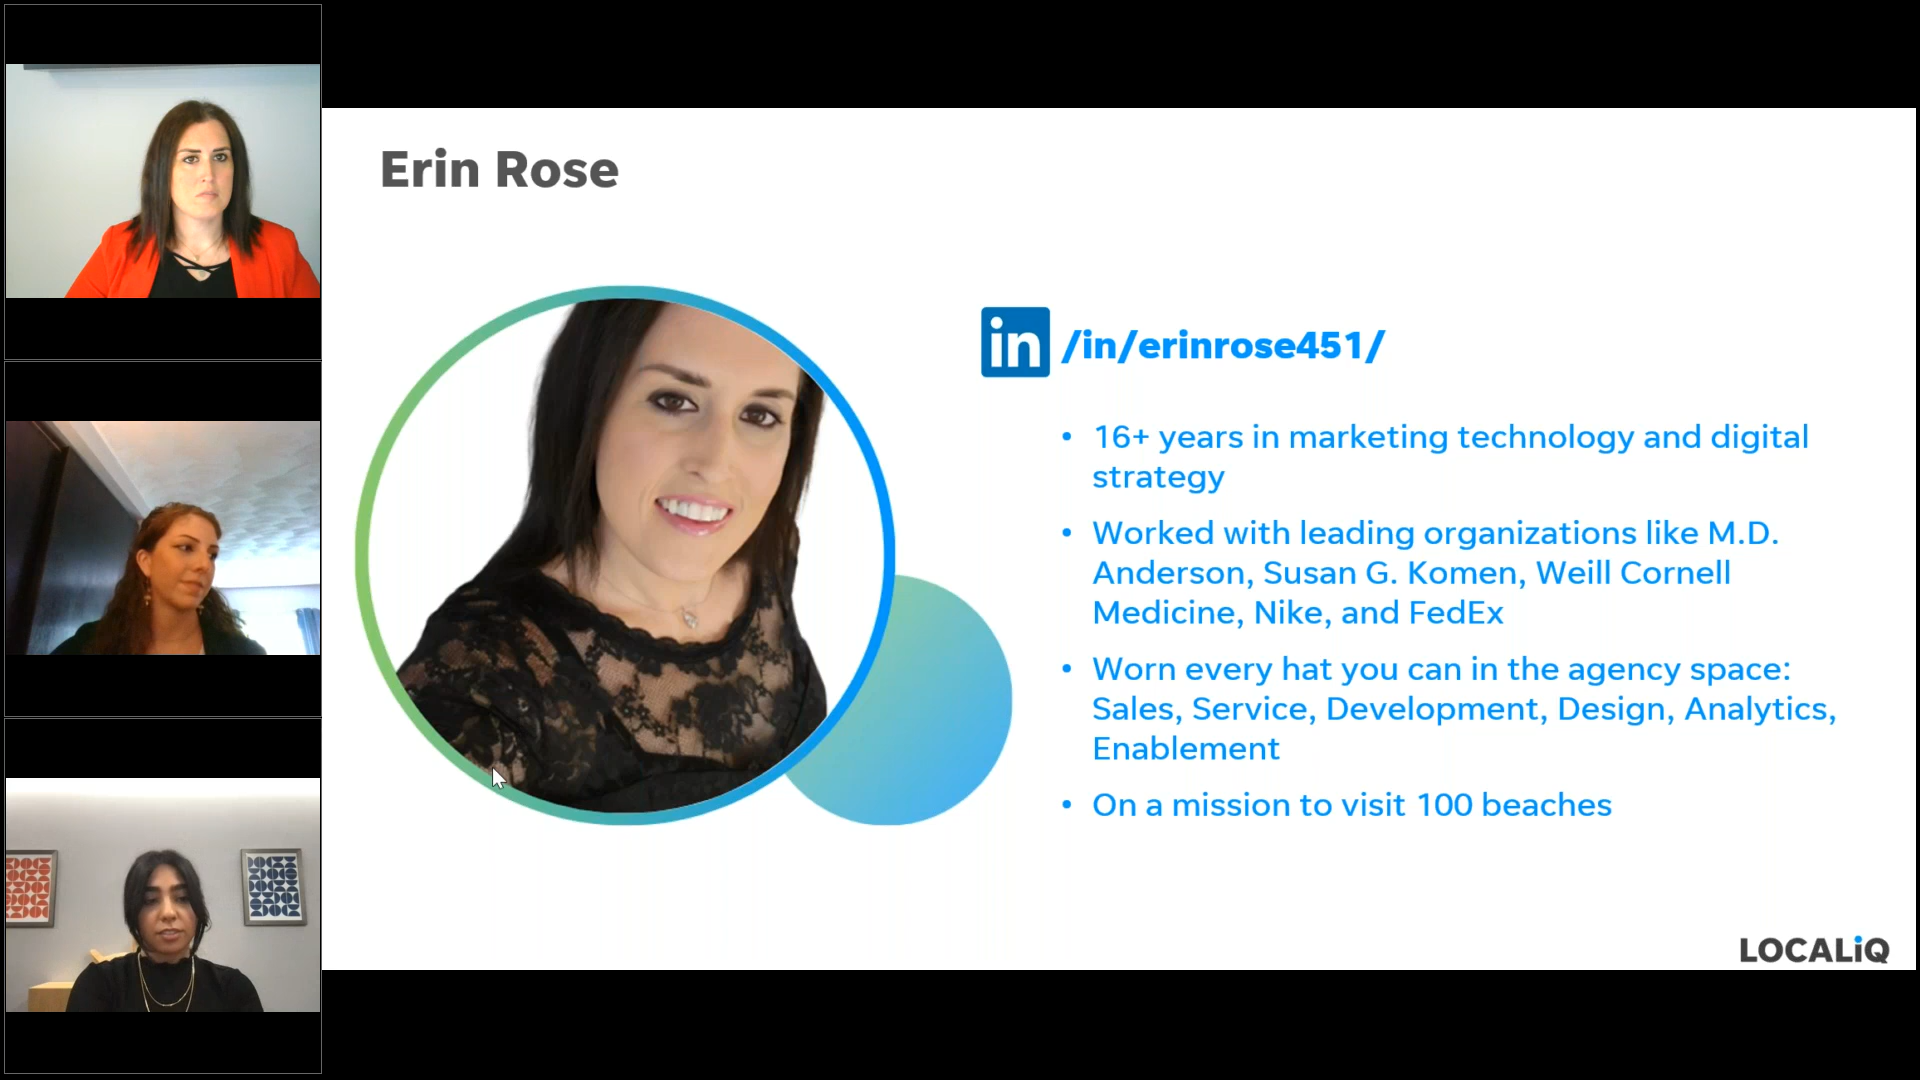 Erin Rose
in /in/erinrose451/
• 16+ years in marketing technology and digital
strategy
• Worked with leading organizations like M.D.
Anderson, Susan G. Komen, Weill Cornell
Medicine, Nike, and FedEx
• Worn every hat you can in the agency space:
Sales, Service, Development, Design, Analytics,
Enablement
• On a mission to visit 100 beaches
LOCALiQ